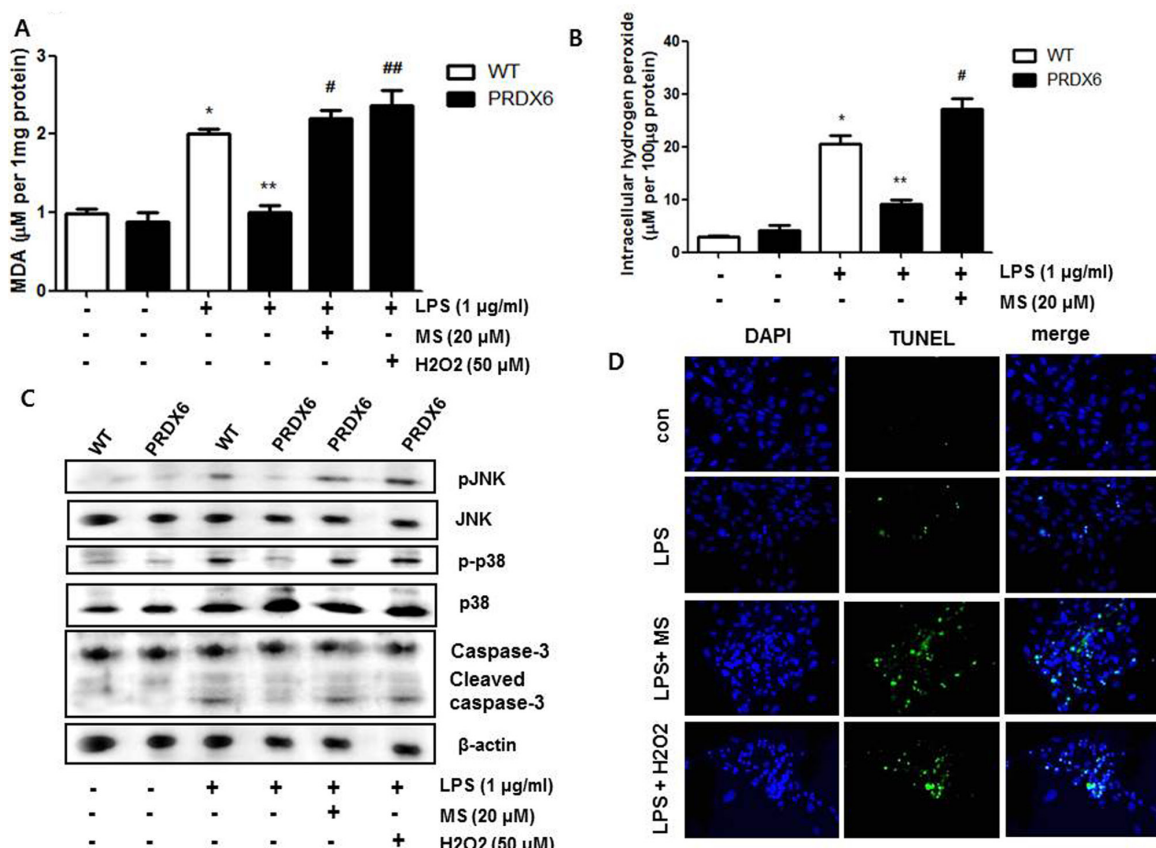 A
MDA (µM per 1mg protein)
3
2
1
0
*
**
#
##
WT
PRDX6
- - + + + + LPS (1 µg/ml)
- - - - + - MS (20 µM)
- - - - - + H2O2 (50 µM)
B
Intracellular hydrogen peroxide
(µM per 100µg protein)
40
30
20
10
0
*
**
#
WT
PRDX6
- - + + + LPS (1 µg/ml)
- - - - + MS (20 µM)
C
WT PRDX6 WT PRDX6 PRDX6 PRDX6
pJNK
JNK
p-p38
p38
Caspase-3
Cleaved
caspase-3
β-actin
- - + + + + LPS (1 µg/ml)
- - - - + - MS (20 µM)
- - - - - + H2O2 (50 µM)
D
DAPI TUNEL merge
con
LPS
LPS+ MS
LPS + H2O2